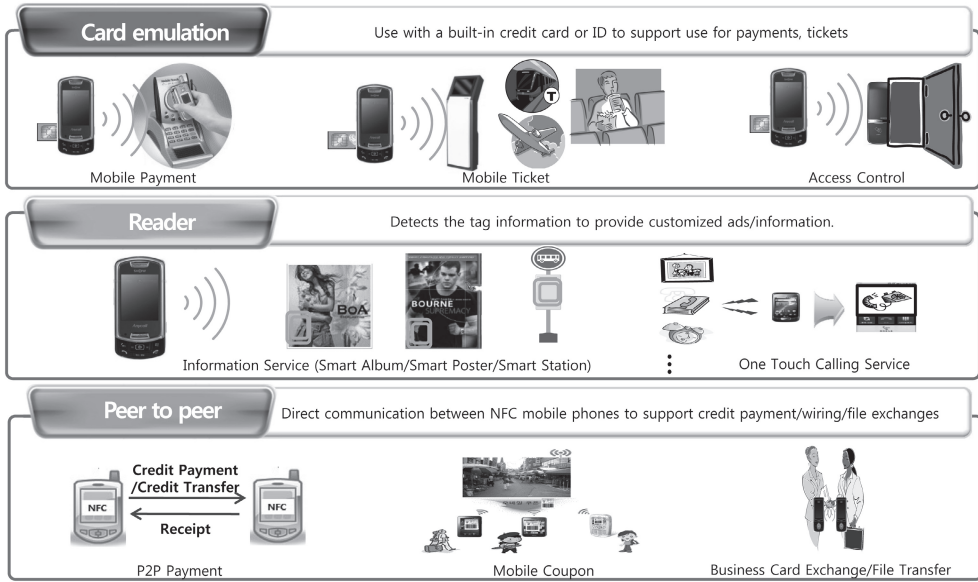 Card emulation
Use with a built-in credit card or ID to support use for payments, tickets
T
Mobile Payment
Mobile Ticket
Access Control
Reader
Detects the tag information to provide customized ads/information.
BoA
BOURNE
SUPREMACY
Information Service (Smart Album/Smart Poster/Smart Station)
One Touch Calling Service
Peer to peer
Direct communication between NFC mobile phones to support credit payment/wiring/file exchanges
Credit Payment
/Credit Transfer
NFC
NFC
Receipt
P2P Payment
Mobile Coupon
Business Card Exchange/File Transfer